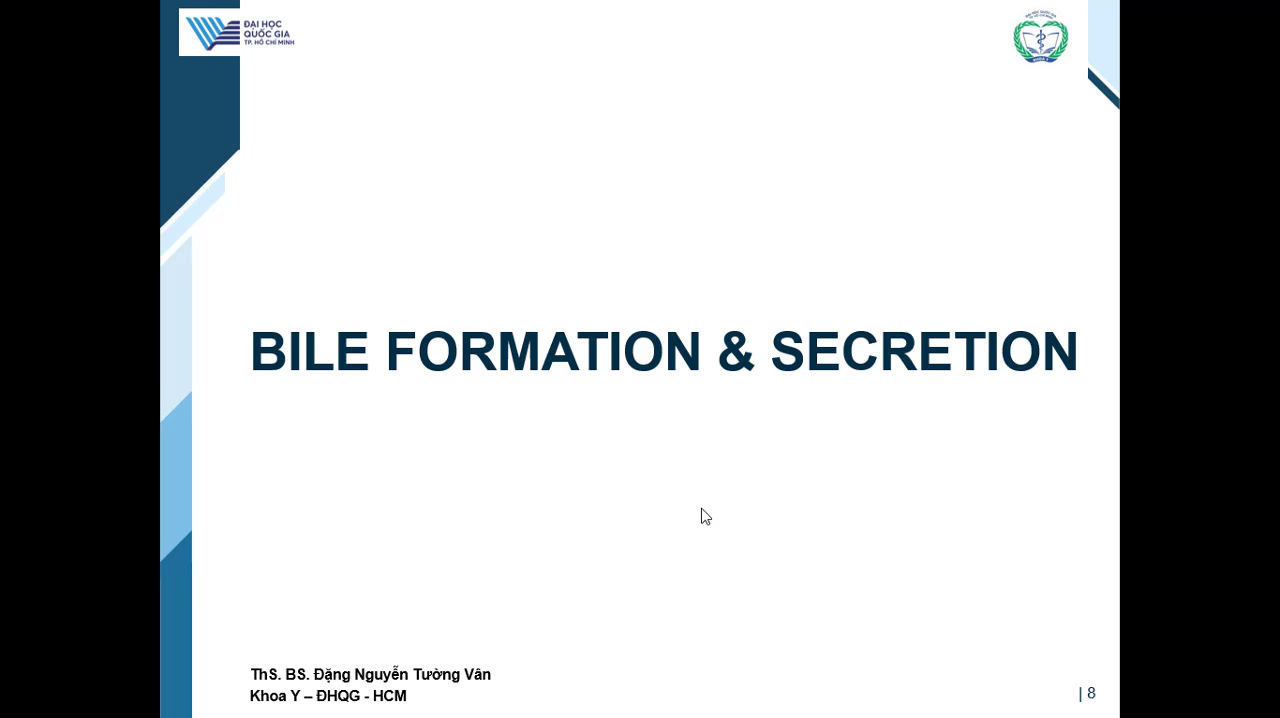 ĐẠI HỌC
QUỐC GIA
TP. HỒ CHÍ MINH
BILE FORMATION & SECRETION
ThS. BS. Đặng Nguyễn Tường Vân
Khoa Y – ĐHQG - HCM
| 8